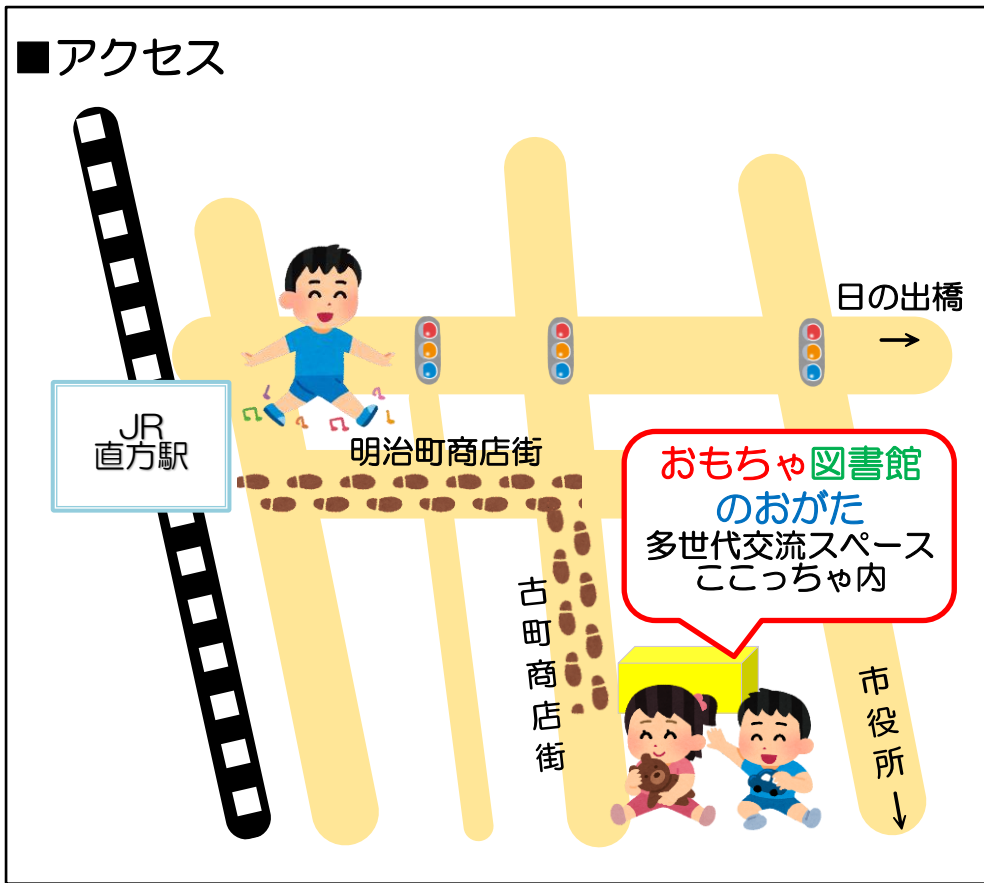 ■アクセス
日の出橋
→
JR
直方駅
明治町商店街
おもちゃ図書館
のおがた
多世代交流スペース
ここっちゃ内
古町商店街
市役所
↓